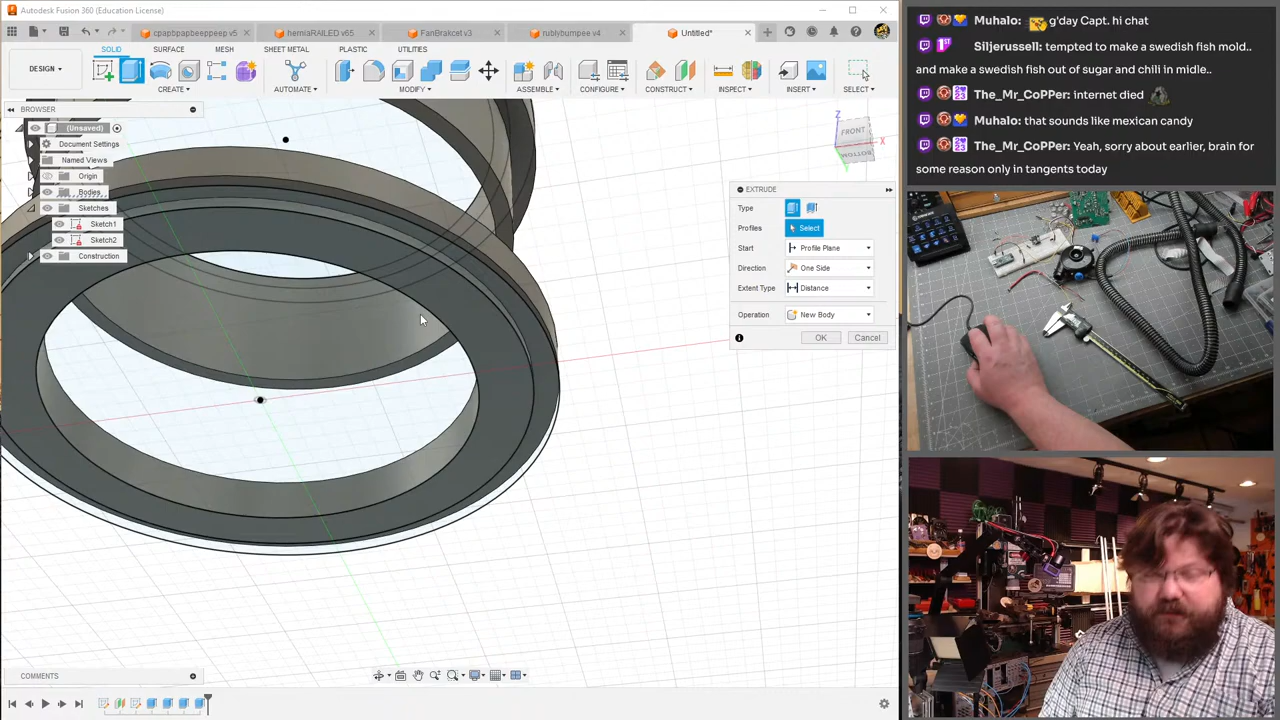 Autodesk Fusion 360 (Education License)
cpaptipapbeeppeep v5
hemiaRAILED v65
FanBrakcet v3
rublybumpee v4
Untitled*
SOLID
SURFACE
MESH
SHEET METAL
PLASTIC
UTILITIES
DESIGN
CREATE
AUTOMATE
MODIFY
ASSEMBLE
CONFIGURE
CONSTRUCT
INSPECT
INSERT
SELECT
BROWSER
(Unsaved)
Document Settings
Named Views
Origin
Bodies
Sketches
Sketch1
Sketch2
Construction
Z
FRONT
BOTTOM
X
EXTRUDE
Type
Profiles
Select
Start
Profile Plane
Direction
One Side
Extent Type
Distance
Operation
New Body
OK
Cancel
COMMENTS
Muhalo: g'day Capt. hi chat
Siljerussell: tempted to make a swedish fish mold..
and make a swedish fish out of sugar and chili in midle..
The_Mr_CoPPer: internet died
Muhalo: that sounds like mexican candy
The_Mr_CoPPer: Yeah, sorry about earlier, brain for
some reason only in tangents today